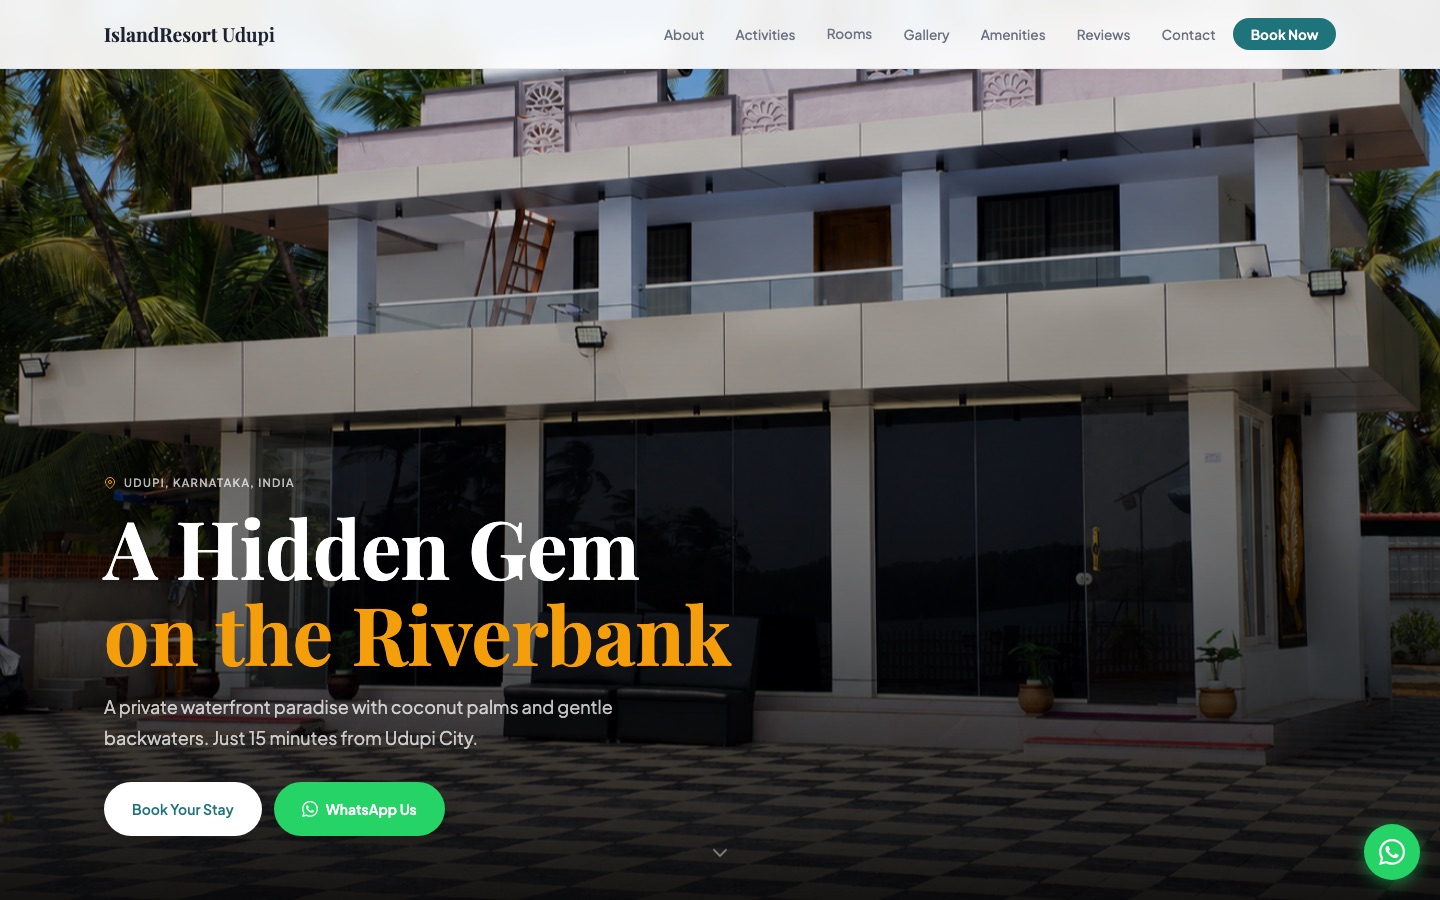 IslandResort Udupi
About Activities Rooms Gallery Amenities Reviews Contact Book Now
UDUPI, KARNATAKA, INDIA
A Hidden Gem
on the Riverbank
A private waterfront paradise with coconut palms and gentle
backwaters. Just 15 minutes from Udupi City.
Book Your Stay WhatsApp Us